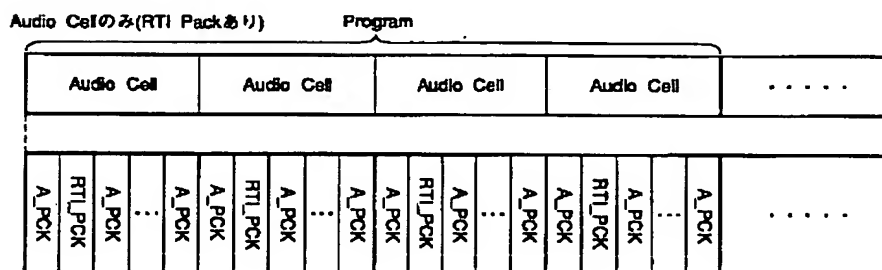 Audio Cellのみ(RTI Packあり)
Program
Audio Cell
Audio Cell
Audio Cell
Audio Cell
.....
A_PCK
RTI_PCK
A_PCK
...
A_PCK
A_PCK
RTI_PCK
A_PCK
...
A_PCK
A_PCK
RTI_PCK
A_PCK
...
A_PCK
A_PCK
RTI_PCK
A_PCK
...
A_PCK
.....